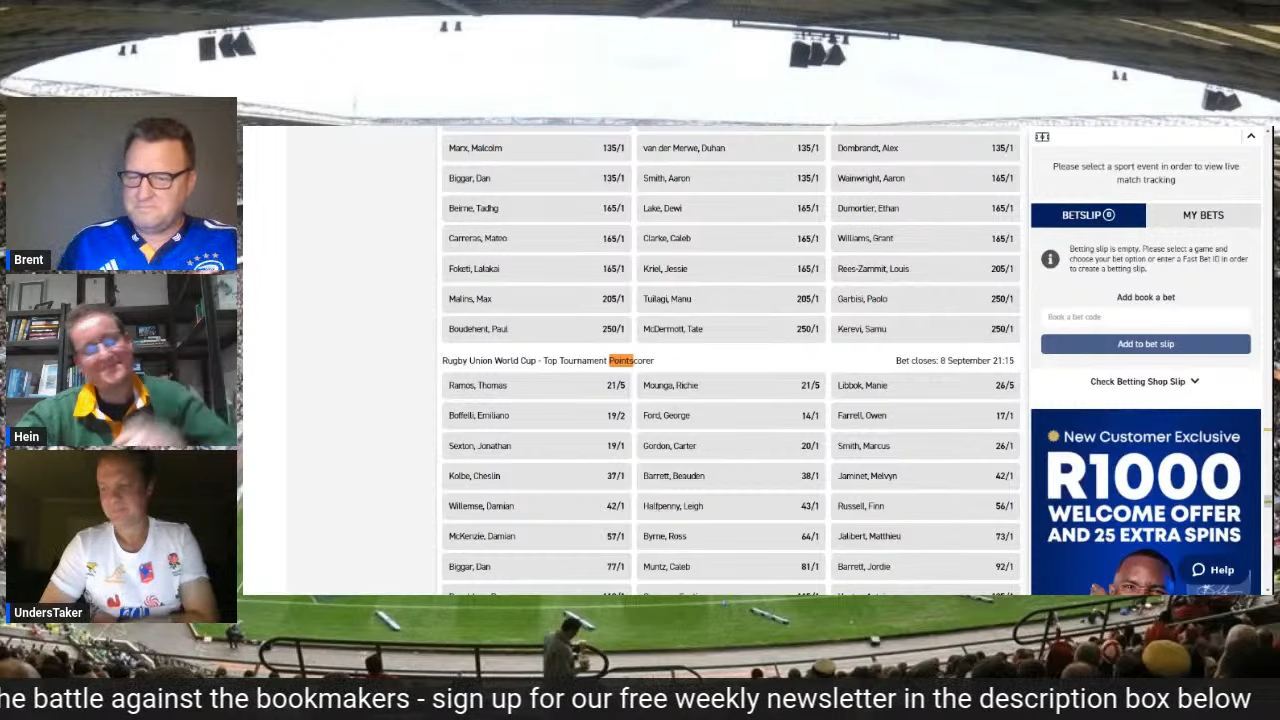 Brent
Hein
UndersTaker
Marx, Malcolm 135/1 van der Merwe, Duhan 135/1 Dombrandt, Alex 135/1
Biggar, Dan 135/1 Smith, Aaron 135/1 Wainwright, Aaron 165/1
Beirne, Tadhg 165/1 Lake, Dewi 165/1 Dumortier, Ethan 165/1
Carreras, Mateo 165/1 Clarke, Caleb 165/1 Williams, Grant 165/1
Foketi, Lalakai 165/1 Kriel, Jessie 165/1 Rees-Zammit, Louis 205/1
Malins, Max 205/1 Tuilagi, Manu 205/1 Garbisi, Paolo 250/1
Boudehent, Paul 250/1 McDermott, Tate 250/1 Kerevi, Samu 250/1
Rugby Union World Cup - Top Tournament Pointscorer Bet closes: 8 September 21:15
Ramos, Thomas 21/5 Mounga, Richie 21/5 Libbok, Manie 26/5
Boffelli, Emiliano 19/2 Ford, George 14/1 Farrell, Owen 17/1
Sexton, Jonathan 19/1 Gordon, Carter 20/1 Smith, Marcus 26/1
Kolbe, Cheslin 37/1 Barrett, Beauden 38/1 Jaminet, Melvyn 42/1
Willemse, Damian 42/1 Halfpenny, Leigh 43/1 Russell, Finn 56/1
McKenzie, Damian 57/1 Byrne, Ross 64/1 Jalibert, Matthieu 73/1
Biggar, Dan 77/1 Muntz, Caleb 81/1 Barrett, Jordie 92/1
Please select a sport event in order to view live
match tracking
BETSLIP 0 MY BETS
Betting slip is empty. Please select a game and
choose your bet option or enter a Fast Bet ID in order
to create a betting slip.
Add book a bet
Book a bet code
Add to bet slip
Check Betting Shop Slip
New Customer Exclusive
R1000
WELCOME OFFER
AND 25 EXTRA SPINS
Help
he battle against the bookmakers - sign up for our free weekly newsletter in the description box below